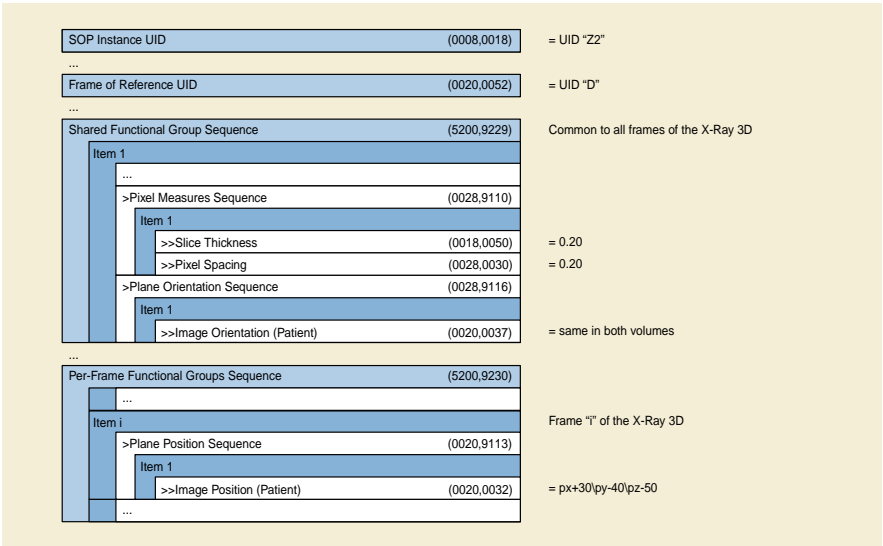 SOP Instance UID (0008,0018) = UID “Z2”
...
Frame of Reference UID (0020,0052) = UID “D”
...
Shared Functional Group Sequence (5200,9229) Common to all frames of the X-Ray 3D
Item 1
...
>Pixel Measures Sequence (0028,9110)
Item 1
>>Slice Thickness (0018,0050) = 0.20
>>Pixel Spacing (0028,0030) = 0.20
>Plane Orientation Sequence (0028,9116)
Item 1
>>Image Orientation (Patient) (0020,0037) = same in both volumes
...
Per-Frame Functional Groups Sequence (5200,9230)
...
Item i Frame “i” of the X-Ray 3D
>Plane Position Sequence (0020,9113)
Item 1
>>Image Position (Patient) (0020,0032) = px+30\py-40\pz-50
...